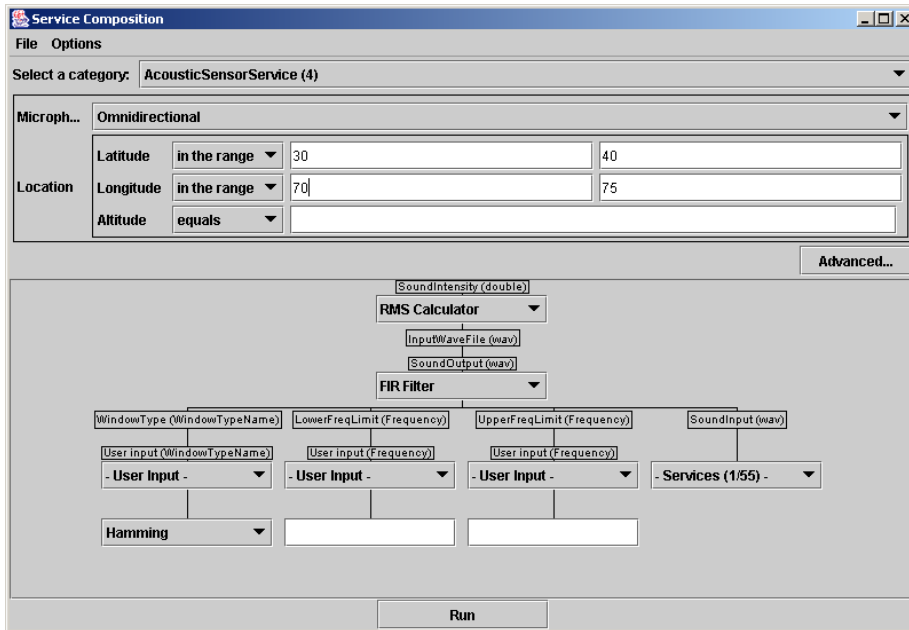 Service Composition
File Options
Select a category: AcousticSensorService (4)
Microph... Omnidirectional
Location
Latitude in the range 30 40
Longitude in the range 70 75
Altitude equals
Advanced...
SoundIntensity (double)
RMS Calculator
InputWaveFile (wav)
SoundOutput (wav)
FIR Filter
WindowType (WindowTypeName) LowerFreqLimit (Frequency) UpperFreqLimit (Frequency) SoundInput (wav)
User input (WindowTypeName) User input (Frequency) User input (Frequency)
- User Input - - User Input - - User Input - - Services (1/55) -
Hamming
Run